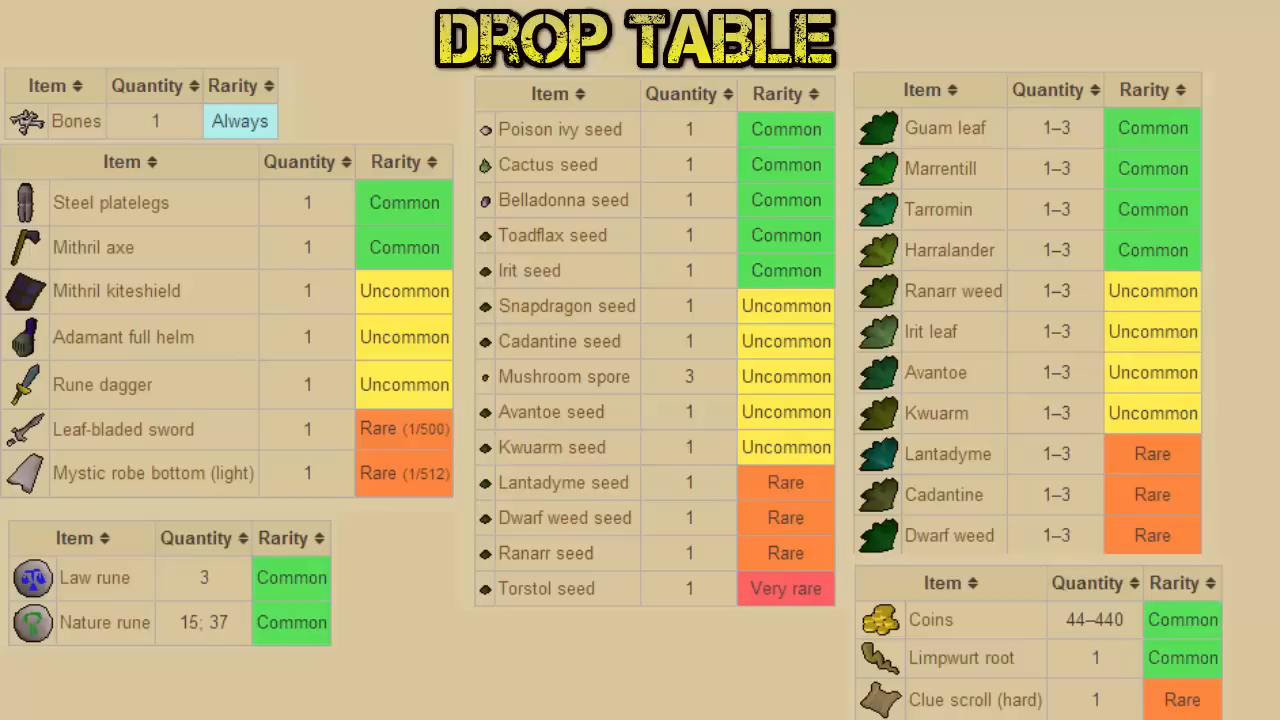 DROP TABLE
Item Quantity Rarity
Bones 1 Always
Item Quantity Rarity
Steel platelegs 1 Common
Mithril axe 1 Common
Mithril kiteshield 1 Uncommon
Adamant full helm 1 Uncommon
Rune dagger 1 Uncommon
Leaf-bladed sword 1 Rare (1/500)
Mystic robe bottom (light) 1 Rare (1/512)
Item Quantity Rarity
Law rune 3 Common
Nature rune 15; 37 Common
Item Quantity Rarity
Poison ivy seed 1 Common
Cactus seed 1 Common
Belladonna seed 1 Common
Toadflax seed 1 Common
Irit seed 1 Common
Snapdragon seed 1 Uncommon
Cadantine seed 1 Uncommon
Mushroom spore 3 Uncommon
Avantoe seed 1 Uncommon
Kwuarm seed 1 Uncommon
Lantadyme seed 1 Rare
Dwarf weed seed 1 Rare
Ranarr seed 1 Rare
Torstol seed 1 Very rare
Item Quantity Rarity
Guam leaf 1–3 Common
Marrentill 1–3 Common
Tarromin 1–3 Common
Harralander 1–3 Common
Ranarr weed 1–3 Uncommon
Irit leaf 1–3 Uncommon
Avantoe 1–3 Uncommon
Kwuarm 1–3 Uncommon
Lantadyme 1–3 Rare
Cadantine 1–3 Rare
Dwarf weed 1–3 Rare
Item Quantity Rarity
Coins 44–440 Common
Limpwurt root 1 Common
Clue scroll (hard) 1 Rare